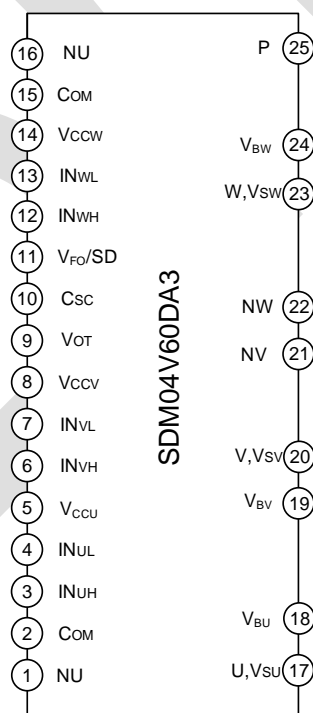 16 NU
15 COM
14 VCCW
13 INWL
12 INWH
11 VFO/SD
10 CSC
9 VOT
8 VCCV
7 INVL
6 INVH
5 VCCU
4 INUL
3 INUH
2 COM
1 NU
SDM04V60DA3
P 25
VBW 24
W,VSW 23
NW 22
NV 21
V,VSV 20
VBV 19
VBU 18
U,VSU 17